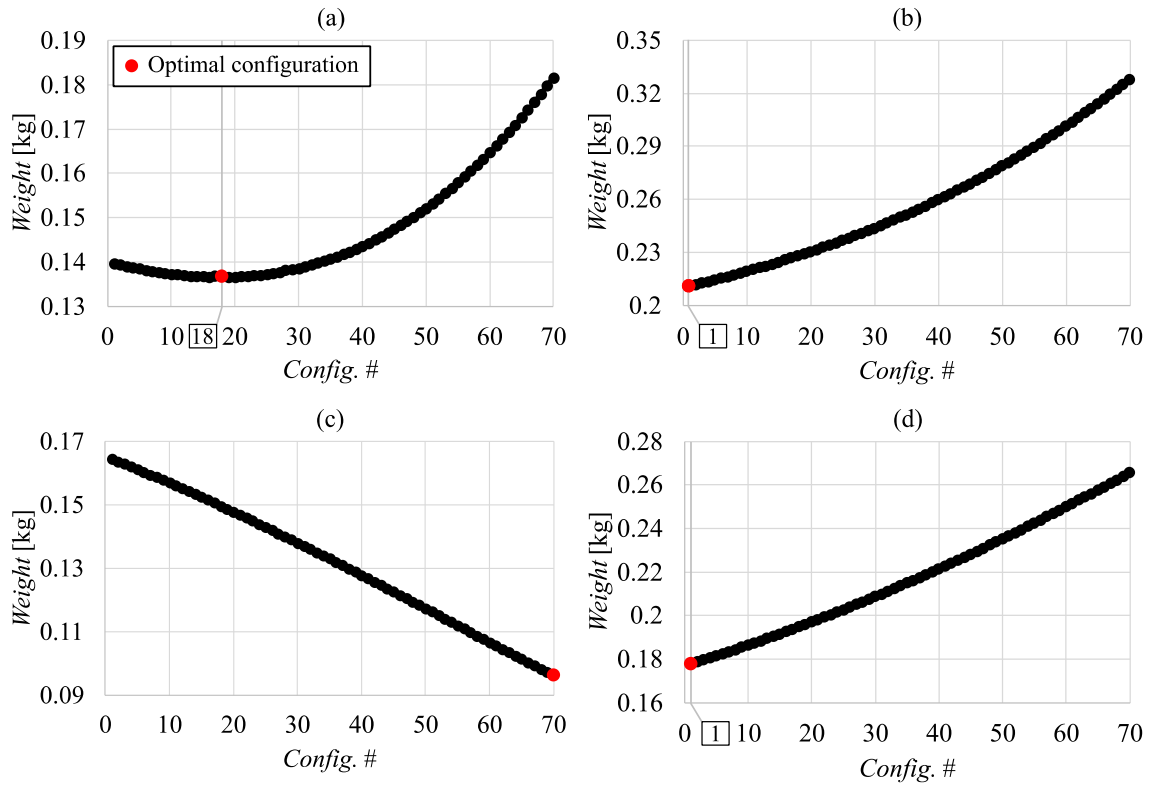 (a)
0.19
0.18
0.17
0.16
0.15
0.14
0.13
Weight [kg]
Optimal configuration
0 10 18 20 30 40 50 60 70
Config. #
(b)
0.35
0.32
0.29
0.26
0.23
0.2
Weight [kg]
0 1 10 20 30 40 50 60 70
Config. #
(c)
0.17
0.15
0.13
0.11
0.09
Weight [kg]
0 10 20 30 40 50 60 70
Config. #
(d)
0.28
0.26
0.24
0.22
0.2
0.18
0.16
Weight [kg]
0 1 10 20 30 40 50 60 70
Config. #